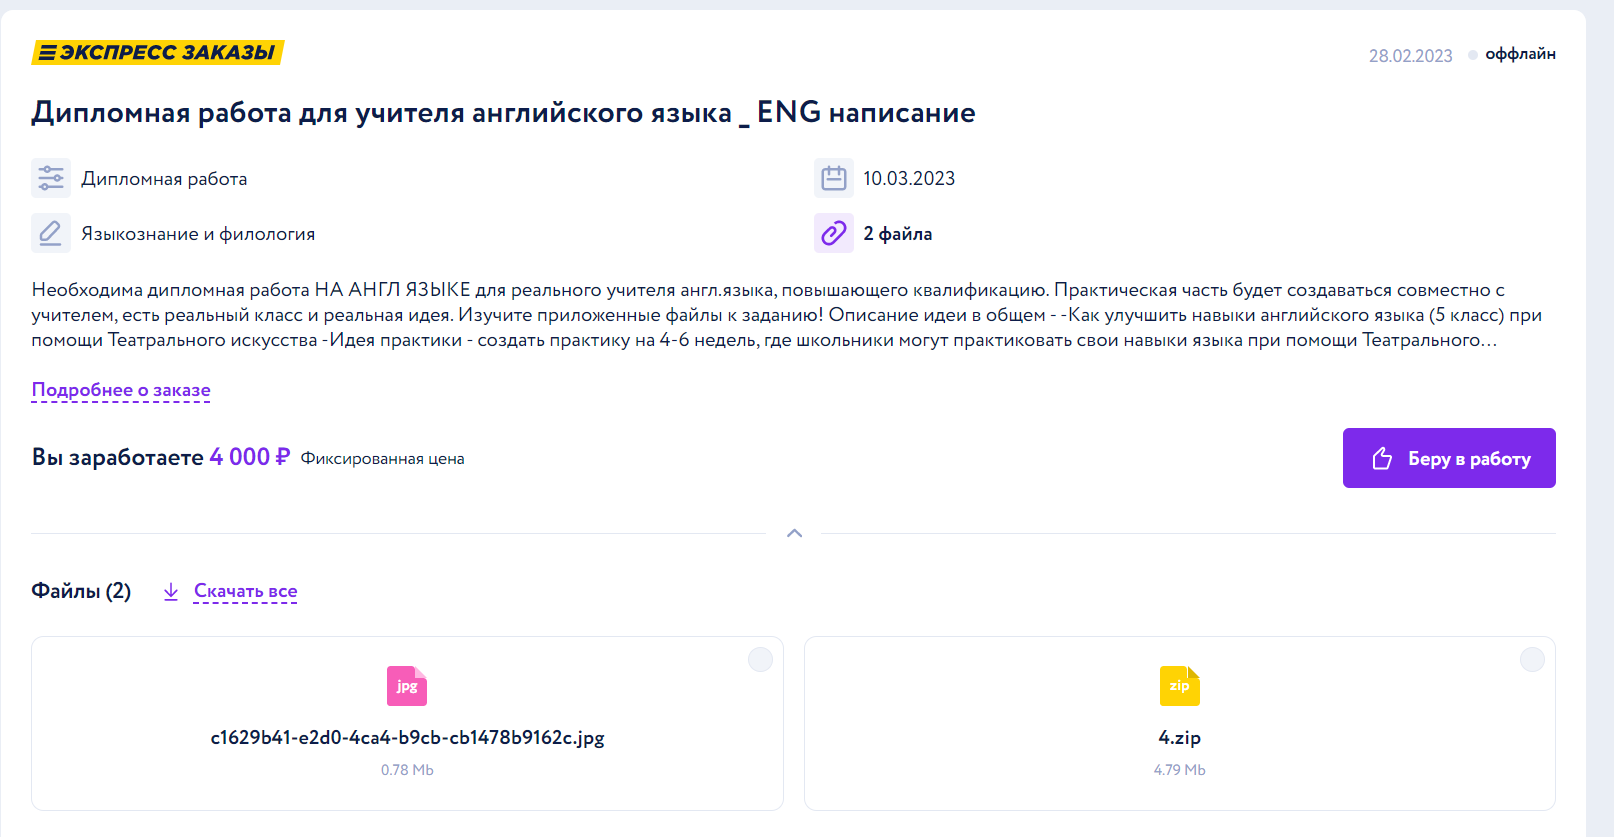 ЭКСПРЕСС ЗАКАЗЫ
28.02.2023 оффлайн
Дипломная работа для учителя английского языка _ ENG написание
Дипломная работа
10.03.2023
Языкознание и филология
2 файла
Необходима дипломная работа НА АНГЛ ЯЗЫКЕ для реального учителя англ.языка, повышающего квалификацию. Практическая часть будет создаваться совместно с
учителем, есть реальный класс и реальная идея. Изучите приложенные файлы к заданию! Описание идеи в общем - -Как улучшить навыки английского языка (5 класс) при
помощи Театрального искусства -Идея практики - создать практику на 4-6 недель, где школьники могут практиковать свои навыки языка при помощи Театрального...
Подробнее о заказе
Вы заработаете 4 000 ₽ Фиксированная цена
Беру в работу
Файлы (2) Скачать все
jpg
c1629b41-e2d0-4ca4-b9cb-cb1478b9162c.jpg
0.78 Mb
zip
4.zip
4.79 Mb